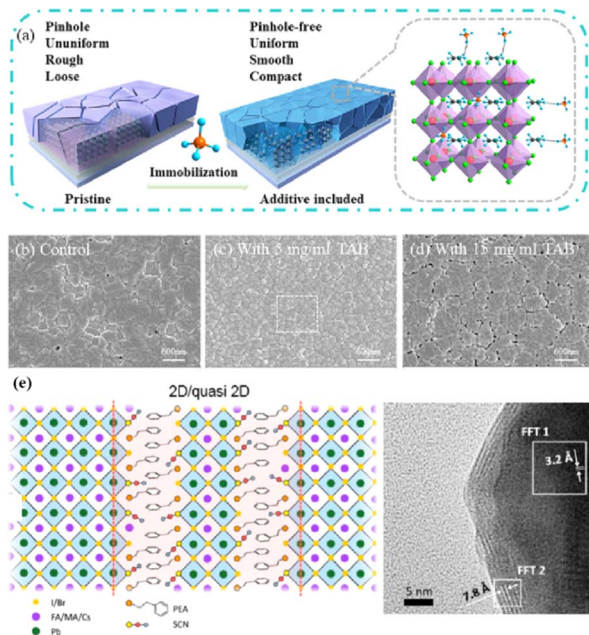 (a)
Pinhole
Ununiform
Rough
Loose
Pinhole-free
Uniform
Smooth
Compact
Immobilization
Pristine
Additive included
(b) Control
600nm
(c) With 5 mg/ml TAB
600nm
(d) With 15 mg/ml TAB
600nm
(e)
2D/quasi 2D
I/Br
FA/MA/Cs
Pb
PEA
SCN
FFT 1
3.2 Å
FFT 2
7.8 Å
5 nm